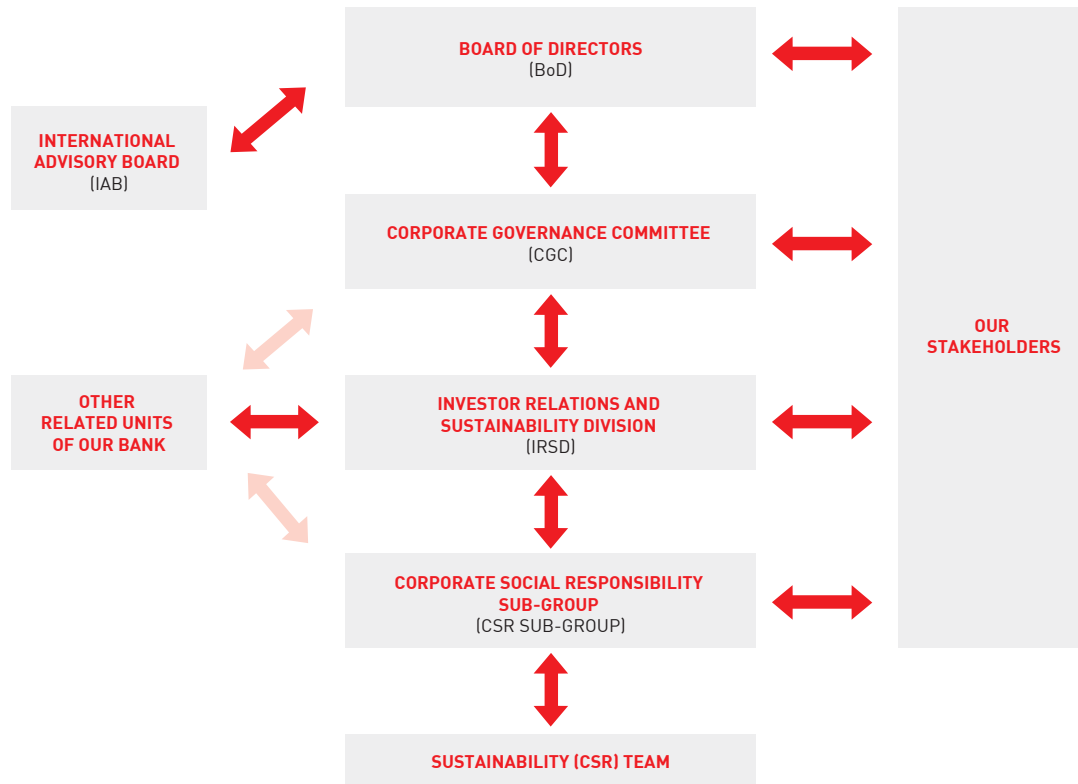 BOARD OF DIRECTORS
(BoD)
INTERNATIONAL
ADVISORY BOARD
(IAB)
CORPORATE GOVERNANCE COMMITTEE
(CGC)
OUR
STAKEHOLDERS
OTHER
RELATED UNITS
OF OUR BANK
INVESTOR RELATIONS AND
SUSTAINABILITY DIVISION
(IRSD)
CORPORATE SOCIAL RESPONSIBILITY
SUB-GROUP
(CSR SUB-GROUP)
SUSTAINABILITY (CSR) TEAM